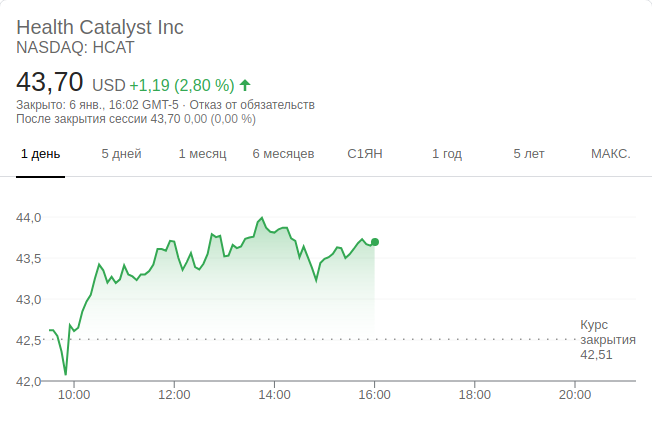 Health Catalyst Inc
NASDAQ: HCAT
43,70 USD +1,19 (2,80 %)
Закрыто: 6 янв., 16:02 GMT-5 · Отказ от обязательств
После закрытия сессии 43,70 0,00 (0,00 %)
1 день 5 дней 1 месяц 6 месяцев С1ЯН 1 год 5 лет МАКС.
44,0
43,5
43,0
42,5
42,0
Курс
закрытия
42,51
10:00 12:00 14:00 16:00 18:00 20:00